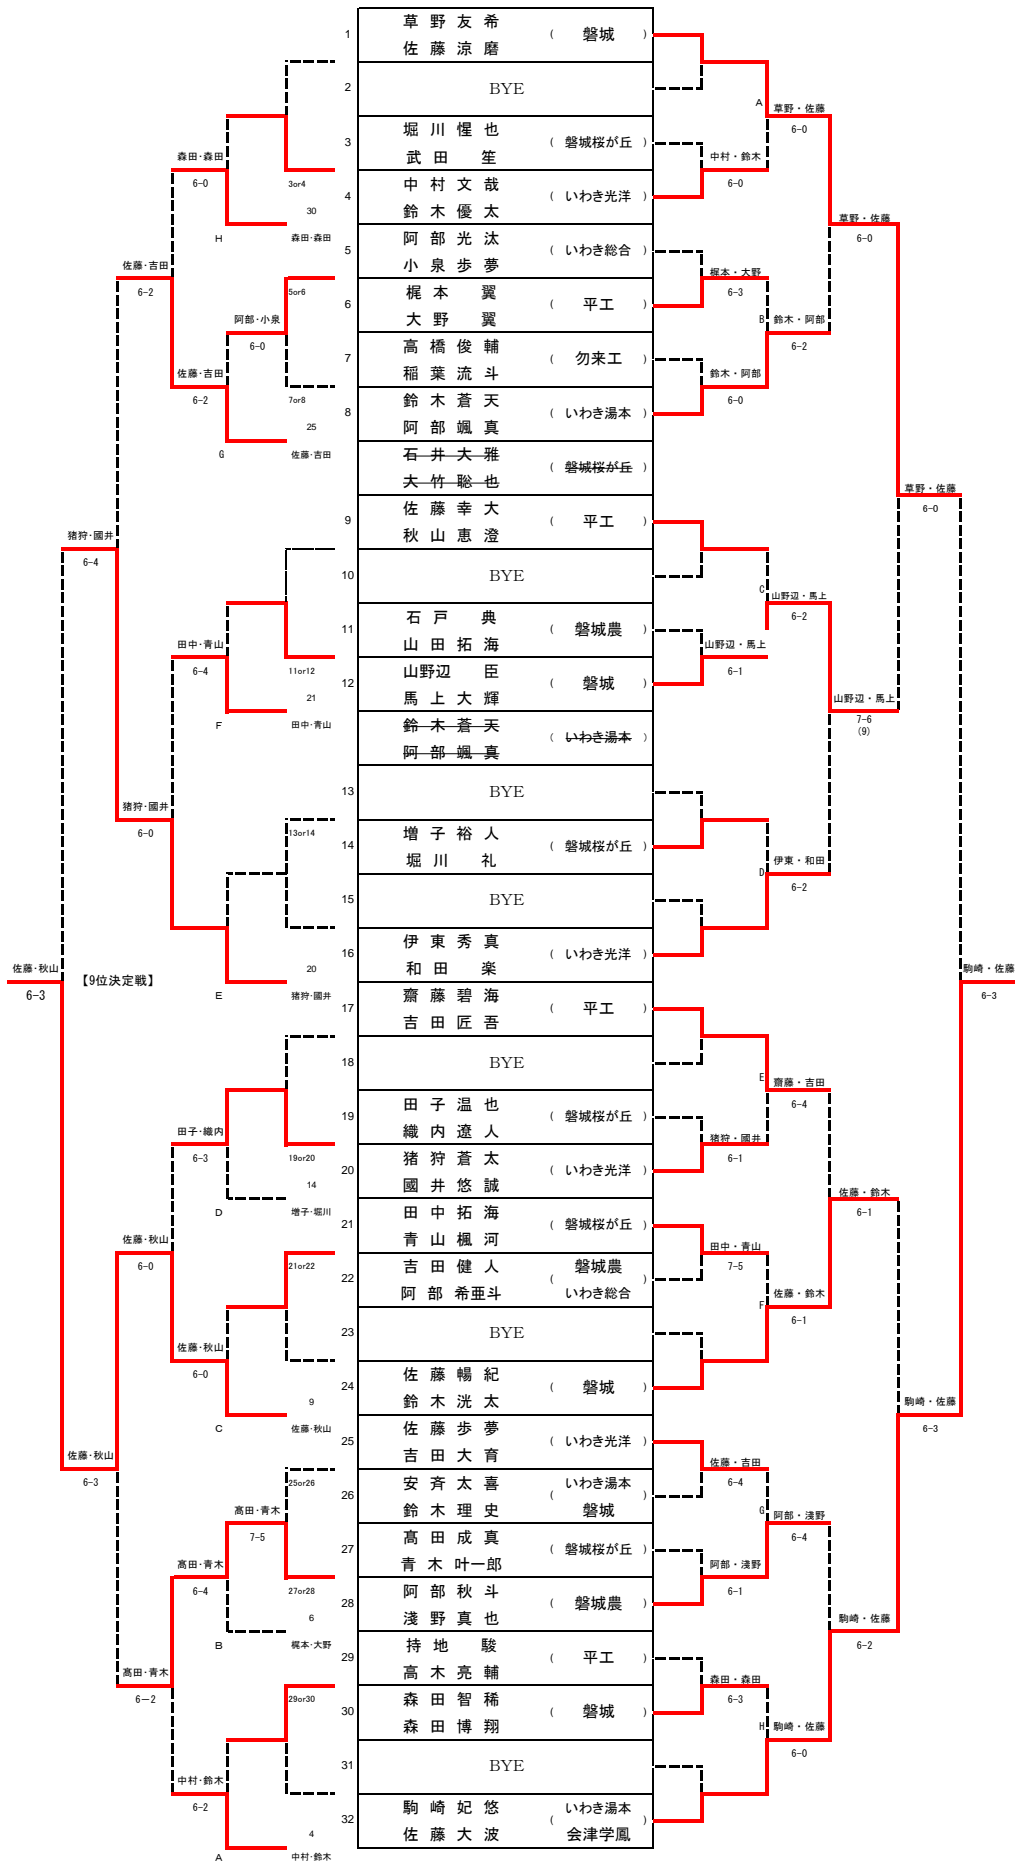 1 草野友希 佐藤涼磨 ( 磐城 )
2 BYE
3 堀川惺也 武田笙 ( 磐城桜が丘 )
4 中村文哉 鈴木優太 ( いわき光洋 )
5 阿部光汰 小泉歩夢 ( いわき総合 )
6 梶本翼 大野翼 ( 平工 )
7 高橋俊輔 稲葉流斗 ( 勿来工 )
8 鈴木蒼天 阿部颯真 ( いわき湯本 )
石井大雅 大竹聡也 ( 磐城桜が丘 )
9 佐藤幸大 秋山恵澄 ( 平工 )
10 BYE
11 石戸典 山田拓海 ( 磐城農 )
12 山野辺臣 馬上大輝 ( 磐城 )
鈴木蒼天 阿部颯真 ( いわき湯本 )
13 BYE
14 増子裕人 堀川礼 ( 磐城桜が丘 )
15 BYE
16 伊東秀真 和田楽 ( いわき光洋 )
17 齋藤碧海 吉田匠吾 ( 平工 )
18 BYE
19 田子温也 織内遼人 ( 磐城桜が丘 )
20 猪狩蒼太 國井悠誠 ( いわき光洋 )
21 田中拓海 青山楓河 ( 磐城桜が丘 )
22 吉田健人 阿部希亜斗 ( 磐城農 いわき総合 )
23 BYE
24 佐藤暢紀 鈴木洸太 ( 磐城 )
25 佐藤歩夢 吉田大育 ( いわき光洋 )
26 安斉太喜 鈴木理史 ( いわき湯本 磐城 )
27 髙田成真 青木叶一郎 ( 磐城桜が丘 )
28 阿部秋斗 淺野真也 ( 磐城農 )
29 持地駿 高木亮輔 ( 平工 )
30 森田智稀 森田博翔 ( 磐城 )
31 BYE
32 駒崎妃悠 佐藤大波 ( いわき湯本 会津学鳳 )
A
草野・佐藤
6-0
中村・鈴木
6-0
草野・佐藤
6-0
梶本・大野
6-3
B
鈴木・阿部
6-2
鈴木・阿部
6-0
草野・佐藤
6-0
C
山野辺・馬上
6-2
山野辺・馬上
6-1
山野辺・馬上
7-6
(9)
D
伊東・和田
6-2
駒崎・佐藤
6-3
E
齋藤・吉田
6-4
猪狩・國井
6-1
佐藤・鈴木
6-1
田中・青山
7-5
F
佐藤・鈴木
6-1
駒崎・佐藤
6-3
佐藤・吉田
6-4
G
阿部・淺野
6-4
阿部・淺野
6-1
駒崎・佐藤
6-2
森田・森田
6-3
H
駒崎・佐藤
6-0
森田・森田
6-0
3or4
30
H
森田・森田
佐藤・吉田
6-2
5or6
阿部・小泉
6-0
佐藤・吉田
6-2
7or8
25
G
佐藤・吉田
猪狩・國井
6-4
田中・青山
6-4
11or12
21
F
田中・青山
猪狩・國井
6-0
13or14
20
E
猪狩・國井
佐藤・秋山
6-3
【9位決定戦】
田子・織内
6-3
19or20
14
D
増子・堀川
佐藤・秋山
6-0
21or22
佐藤・秋山
6-0
9
C
佐藤・秋山
佐藤・秋山
6-3
25or26
髙田・青木
7-5
髙田・青木
6-4
27or28
6
B
梶本・大野
髙田・青木
6ー2
29or30
中村・鈴木
6-2
4
A
中村・鈴木